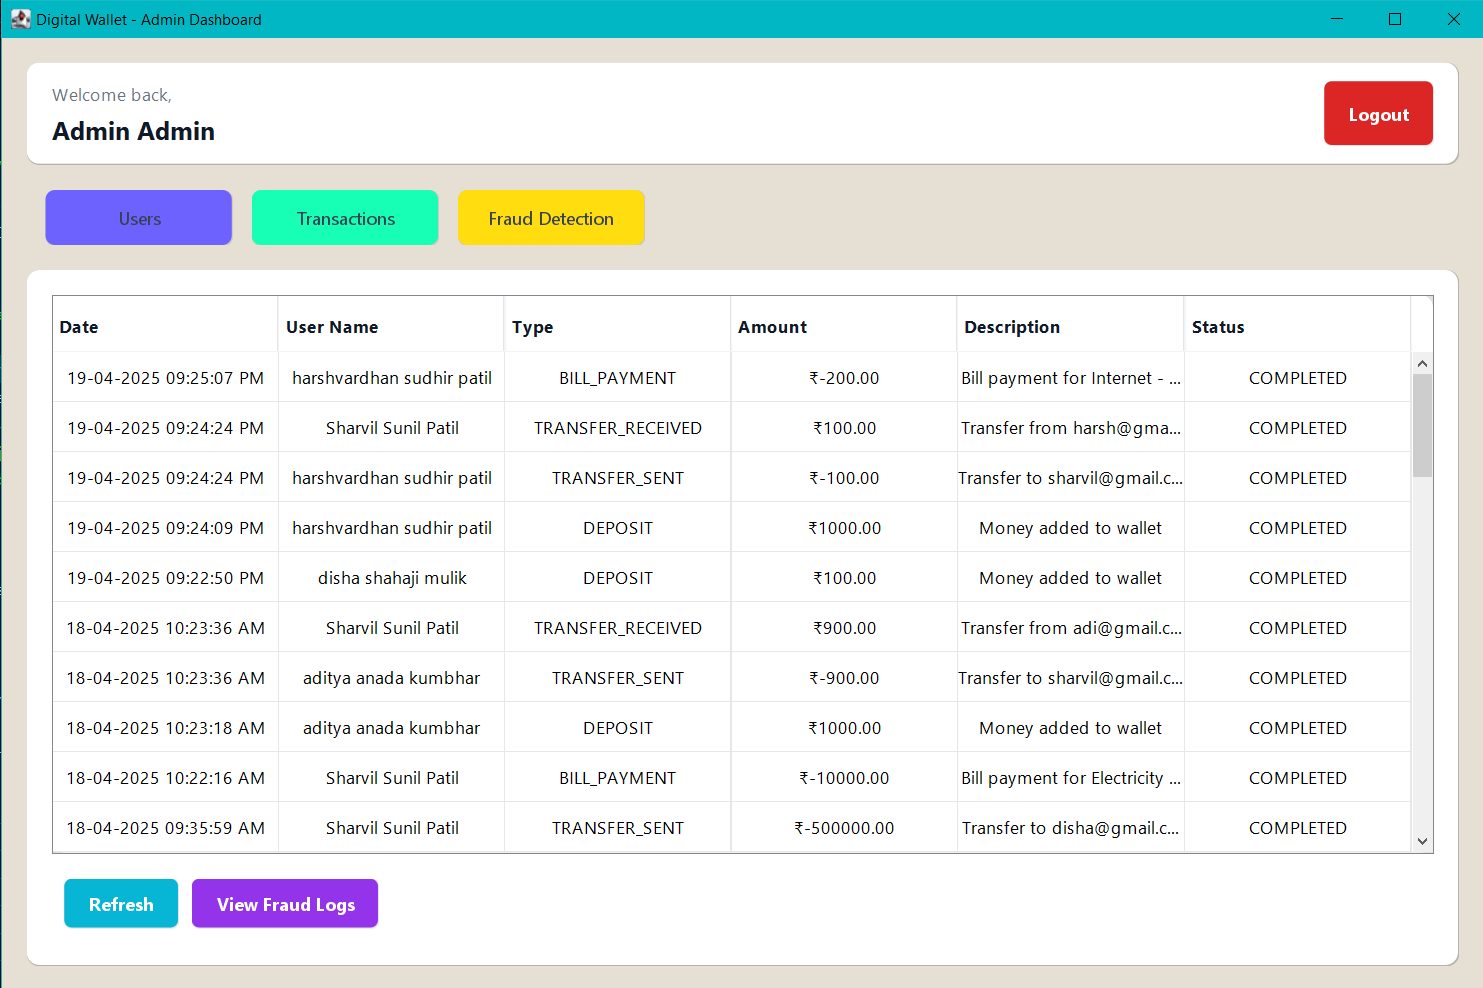 Digital Wallet - Admin Dashboard
Welcome back,
Admin Admin
Logout
Users Transactions Fraud Detection
Date User Name Type Amount Description Status
19-04-2025 09:25:07 PM harshvardhan sudhir patil BILL_PAYMENT ₹-200.00 Bill payment for Internet - ... COMPLETED
19-04-2025 09:24:24 PM Sharvil Sunil Patil TRANSFER_RECEIVED ₹100.00 Transfer from harsh@gma... COMPLETED
19-04-2025 09:24:24 PM harshvardhan sudhir patil TRANSFER_SENT ₹-100.00 Transfer to sharvil@gmail.c... COMPLETED
19-04-2025 09:24:09 PM harshvardhan sudhir patil DEPOSIT ₹1000.00 Money added to wallet COMPLETED
19-04-2025 09:22:50 PM disha shahaji mulik DEPOSIT ₹100.00 Money added to wallet COMPLETED
18-04-2025 10:23:36 AM Sharvil Sunil Patil TRANSFER_RECEIVED ₹900.00 Transfer from adi@gmail.c... COMPLETED
18-04-2025 10:23:36 AM aditya anada kumbhar TRANSFER_SENT ₹-900.00 Transfer to sharvil@gmail.c... COMPLETED
18-04-2025 10:23:18 AM aditya anada kumbhar DEPOSIT ₹1000.00 Money added to wallet COMPLETED
18-04-2025 10:22:16 AM Sharvil Sunil Patil BILL_PAYMENT ₹-10000.00 Bill payment for Electricity ... COMPLETED
18-04-2025 09:35:59 AM Sharvil Sunil Patil TRANSFER_SENT ₹-500000.00 Transfer to disha@gmail.c... COMPLETED
Refresh View Fraud Logs